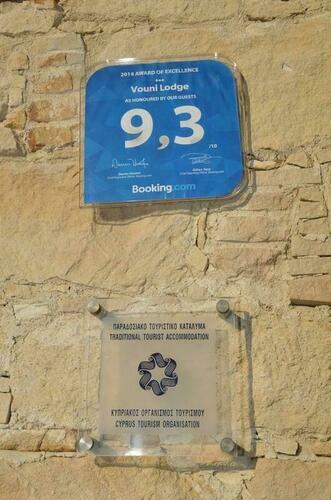 2014 AWARD OF EXCELLENCE
Vouni Lodge
AS HONOURED BY OUR GUESTS
9,3
/10
Booking.com
ΠΑΡΑΔΟΣΙΑΚΟ ΤΟΥΡΙΣΤΙΚΟ ΚΑΤΑΛΥΜΑ
TRADITIONAL TOURIST ACCOMMODATION
ΚΥΠΡΙΑΚΟΣ ΟΡΓΑΝΙΣΜΟΣ ΤΟΥΡΙΣΜΟΥ
CYPRUS TOURISM ORGANISATION